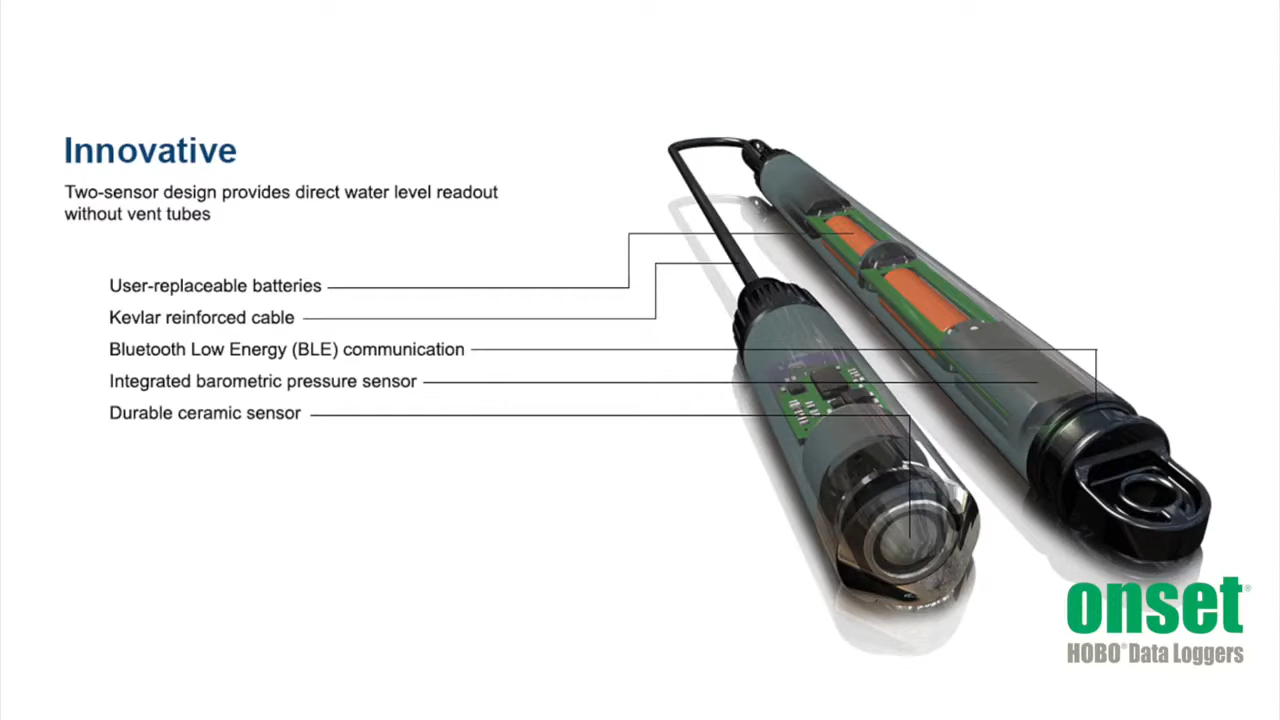 Innovative
Two-sensor design provides direct water level readout
without vent tubes
User-replaceable batteries
Kevlar reinforced cable
Bluetooth Low Energy (BLE) communication
Integrated barometric pressure sensor
Durable ceramic sensor
onset®
HOBO® Data Loggers